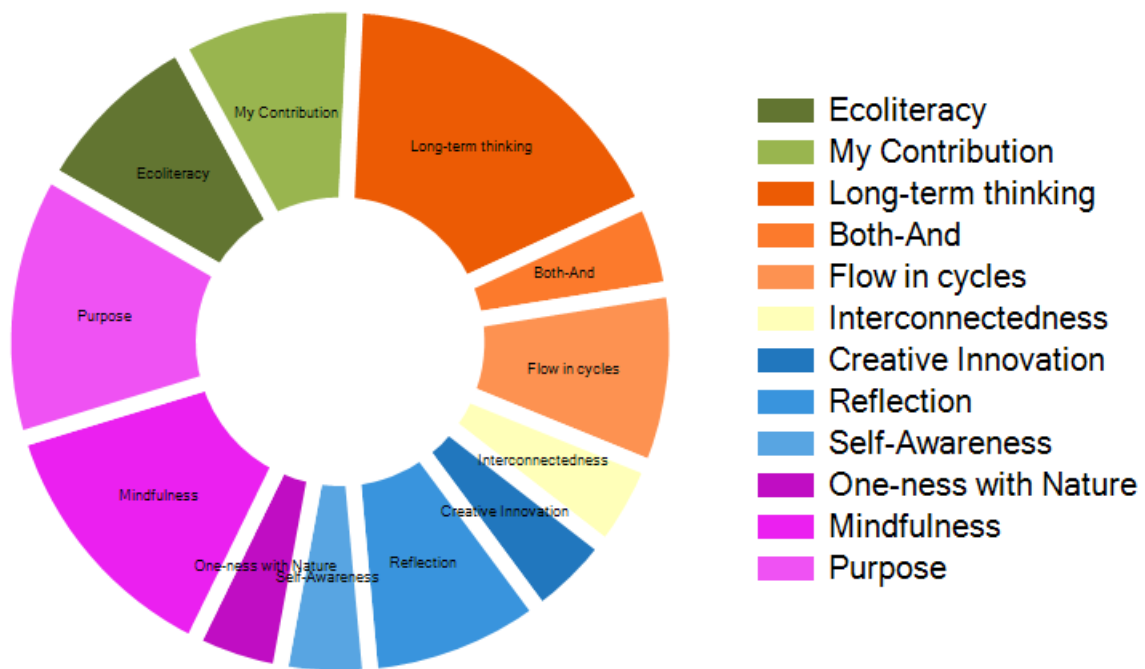 My Contribution
Long-term thinking
Ecoliteracy
Both-And
Purpose
Flow in cycles
Interconnectedness
Mindfulness
Creative Innovation
Reflection
One-ness with Nature
Self-Awareness
Ecoliteracy
My Contribution
Long-term thinking
Both-And
Flow in cycles
Interconnectedness
Creative Innovation
Reflection
Self-Awareness
One-ness with Nature
Mindfulness
Purpose